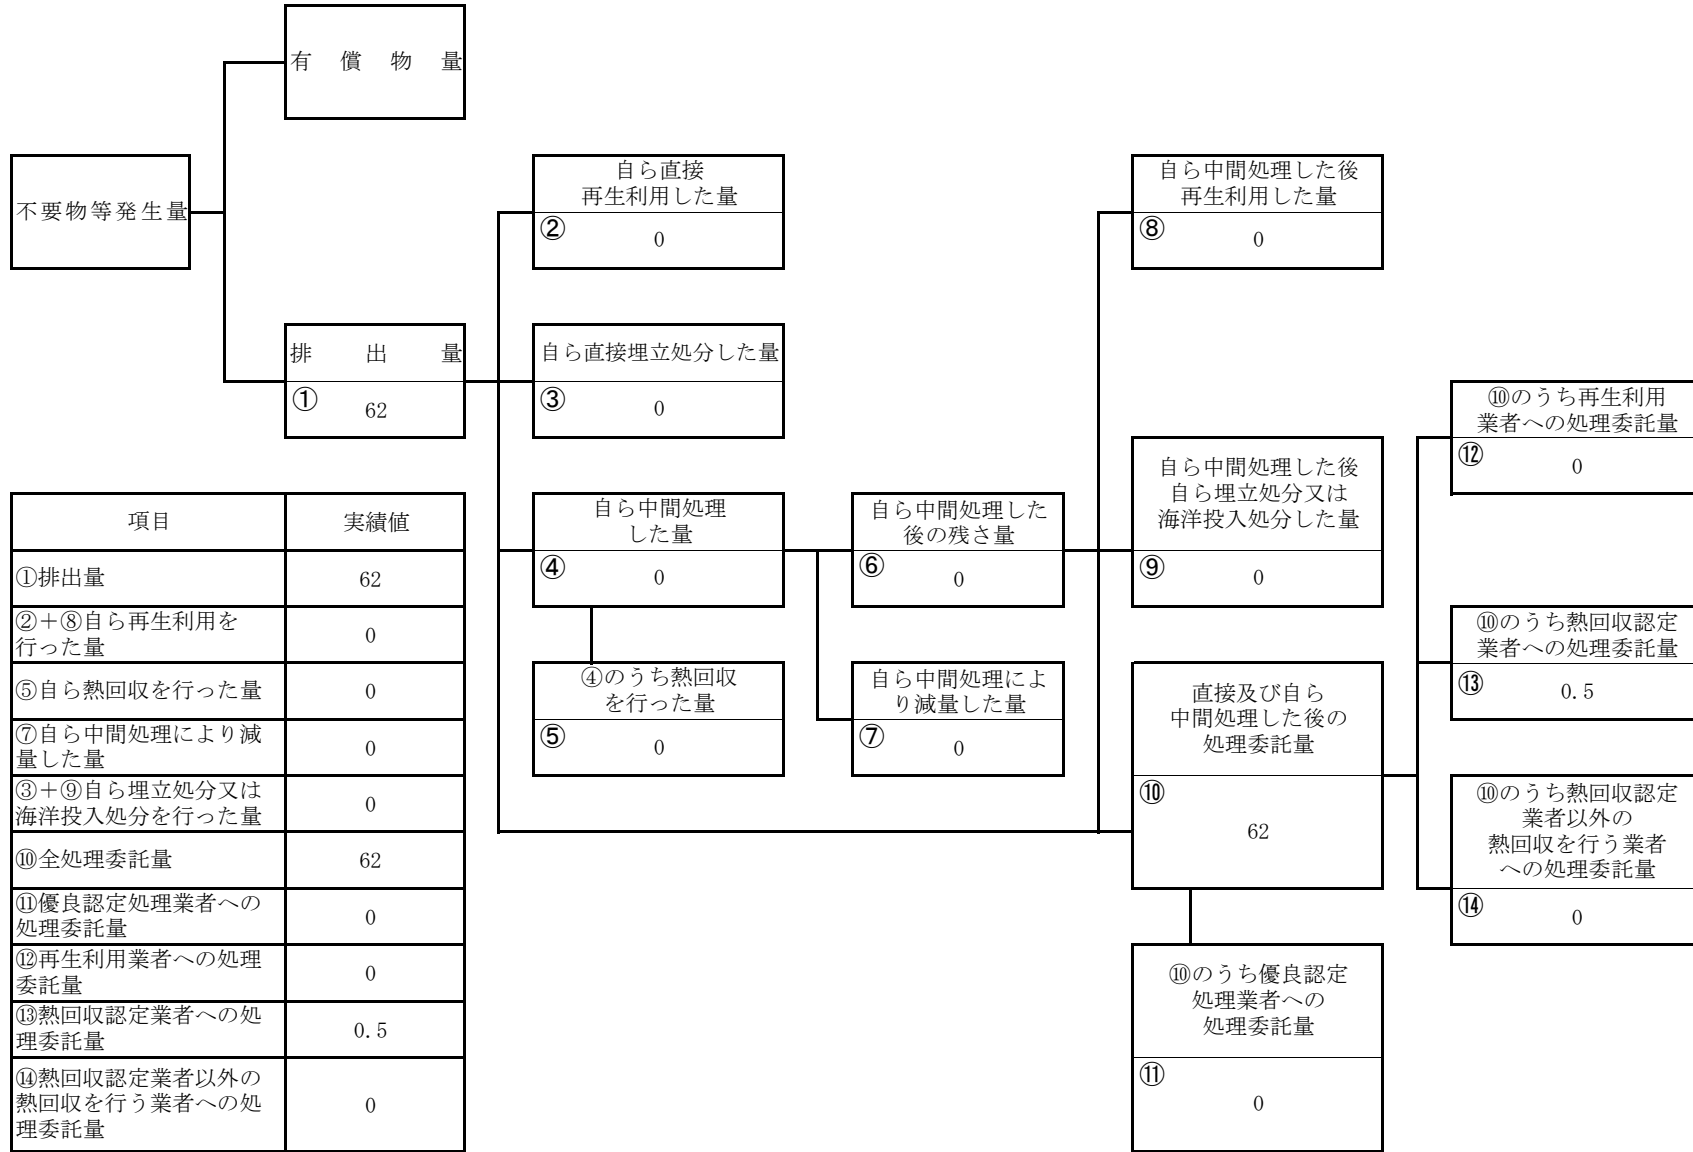 有償物量
不要物等発生量
排出量
①
62
自ら直接
再生利用した量
②
0
自ら直接埋立処分した量
③
0
自ら中間処理
した量
④
0
④のうち熱回収
を行った量
⑤
0
自ら中間処理した
後の残さ量
⑥
0
自ら中間処理によ
り減量した量
⑦
0
自ら中間処理した後
再生利用した量
⑧
0
自ら中間処理した後
自ら埋立処分又は
海洋投入処分した量
⑨
0
直接及び自ら
中間処理した後の
処理委託量
⑩
62
⑩のうち優良認定
処理業者への
処理委託量
⑪
0
⑩のうち再生利用
業者への処理委託量
⑫
0
⑩のうち熱回収認定
業者への処理委託量
⑬
0.5
⑩のうち熱回収認定
業者以外の
熱回収を行う業者
への処理委託量
⑭
0
項目 実績値
①排出量 62
②＋⑧自ら再生利用を
行った量 0
⑤自ら熱回収を行った量 0
⑦自ら中間処理により減
量した量 0
③＋⑨自ら埋立処分又は
海洋投入処分を行った量 0
⑩全処理委託量 62
⑪優良認定処理業者への
処理委託量 0
⑫再生利用業者への処理
委託量 0
⑬熱回収認定業者への処
理委託量 0.5
⑭熱回収認定業者以外の
熱回収を行う業者への処
理委託量 0